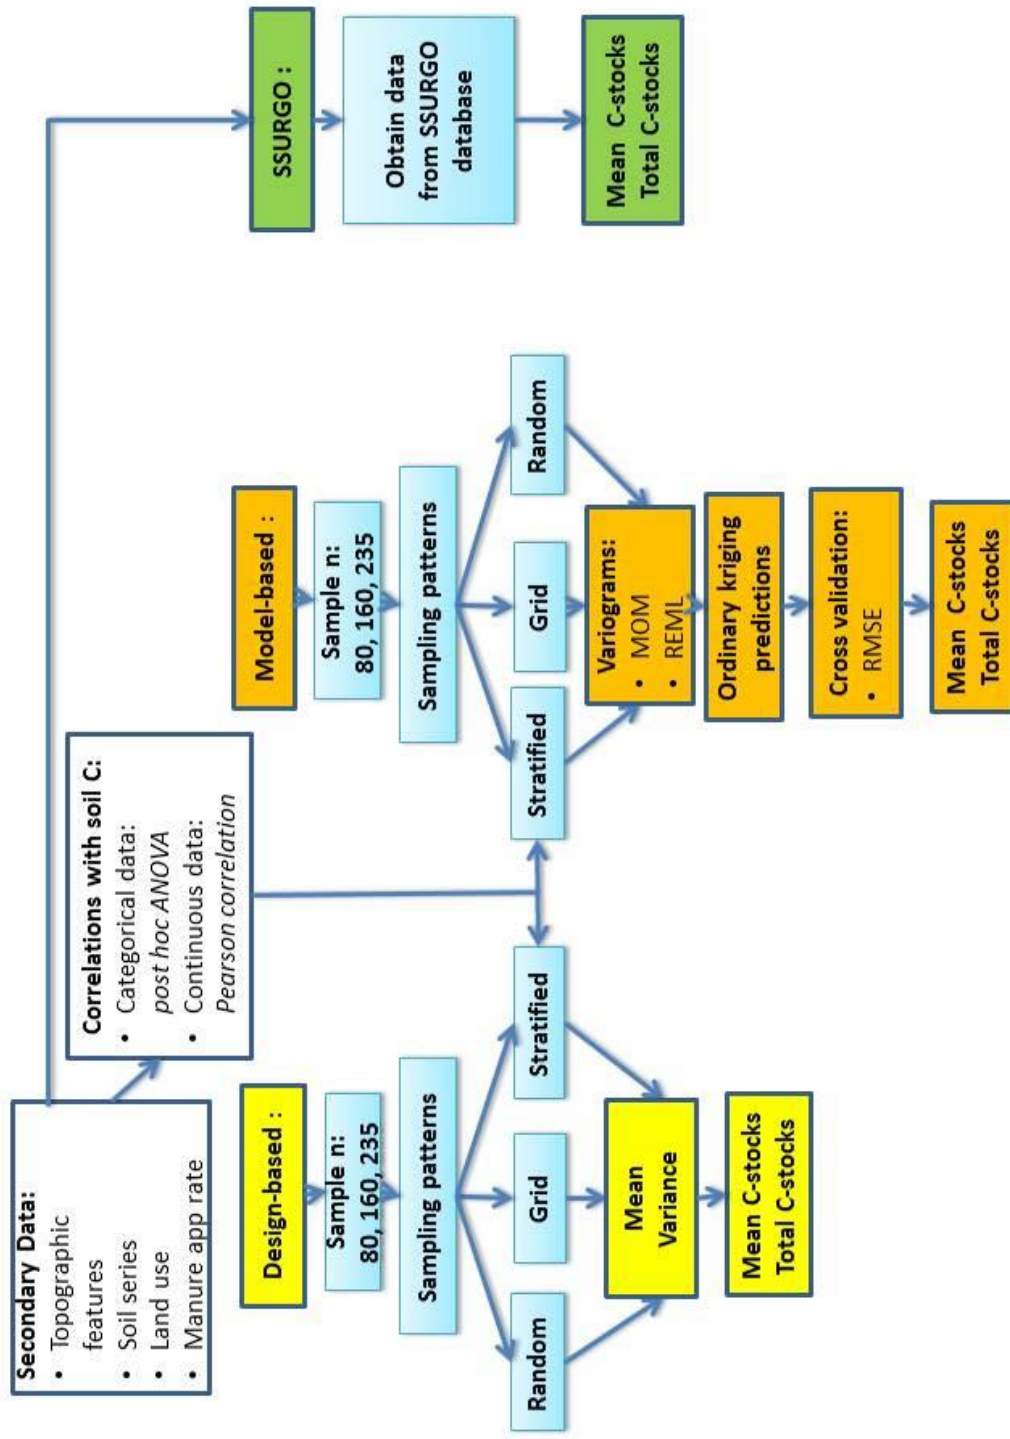 Secondary Data:
• Topographic
features
• Soil series
• Land use
• Manure app rate
Correlations with soil C:
• Categorical data:
post hoc ANOVA
• Continuous data:
Pearson correlation
Design-based :
Sample n:
80, 160, 235
Sampling patterns
Random
Grid
Stratified
Mean
Variance
Mean C-stocks
Total C-stocks
Model-based :
Sample n:
80, 160, 235
Sampling patterns
Stratified
Grid
Random
Variograms:
• MOM
• REML
Ordinary kriging
predictions
Cross validation:
• RMSE
Mean C-stocks
Total C-stocks
SSURGO :
Obtain data
from SSURGO
database
Mean C-stocks
Total C-stocks